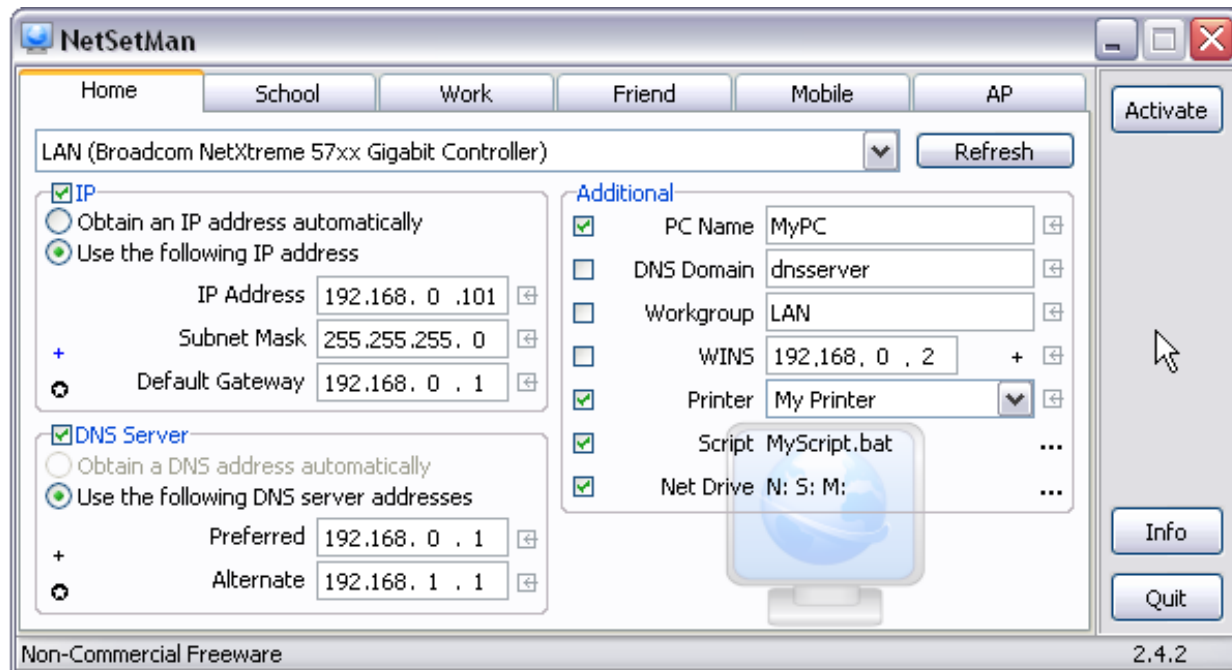 NetSetMan
Home School Work Friend Mobile AP
Activate
LAN (Broadcom NetXtreme 57xx Gigabit Controller) Refresh
IP
Obtain an IP address automatically
Use the following IP address
IP Address 192.168. 0 .101
Subnet Mask 255.255.255. 0
+
Default Gateway 192.168. 0 . 1
DNS Server
Obtain a DNS address automatically
Use the following DNS server addresses
Preferred 192.168. 0 . 1
+
Alternate 192.168. 1 . 1
Additional
PC Name MyPC
DNS Domain dnsserver
Workgroup LAN
WINS 192.168. 0 . 2 +
Printer My Printer
Script MyScript.bat ...
Net Drive N: S: M: ...
Info
Quit
Non-Commercial Freeware 2.4.2